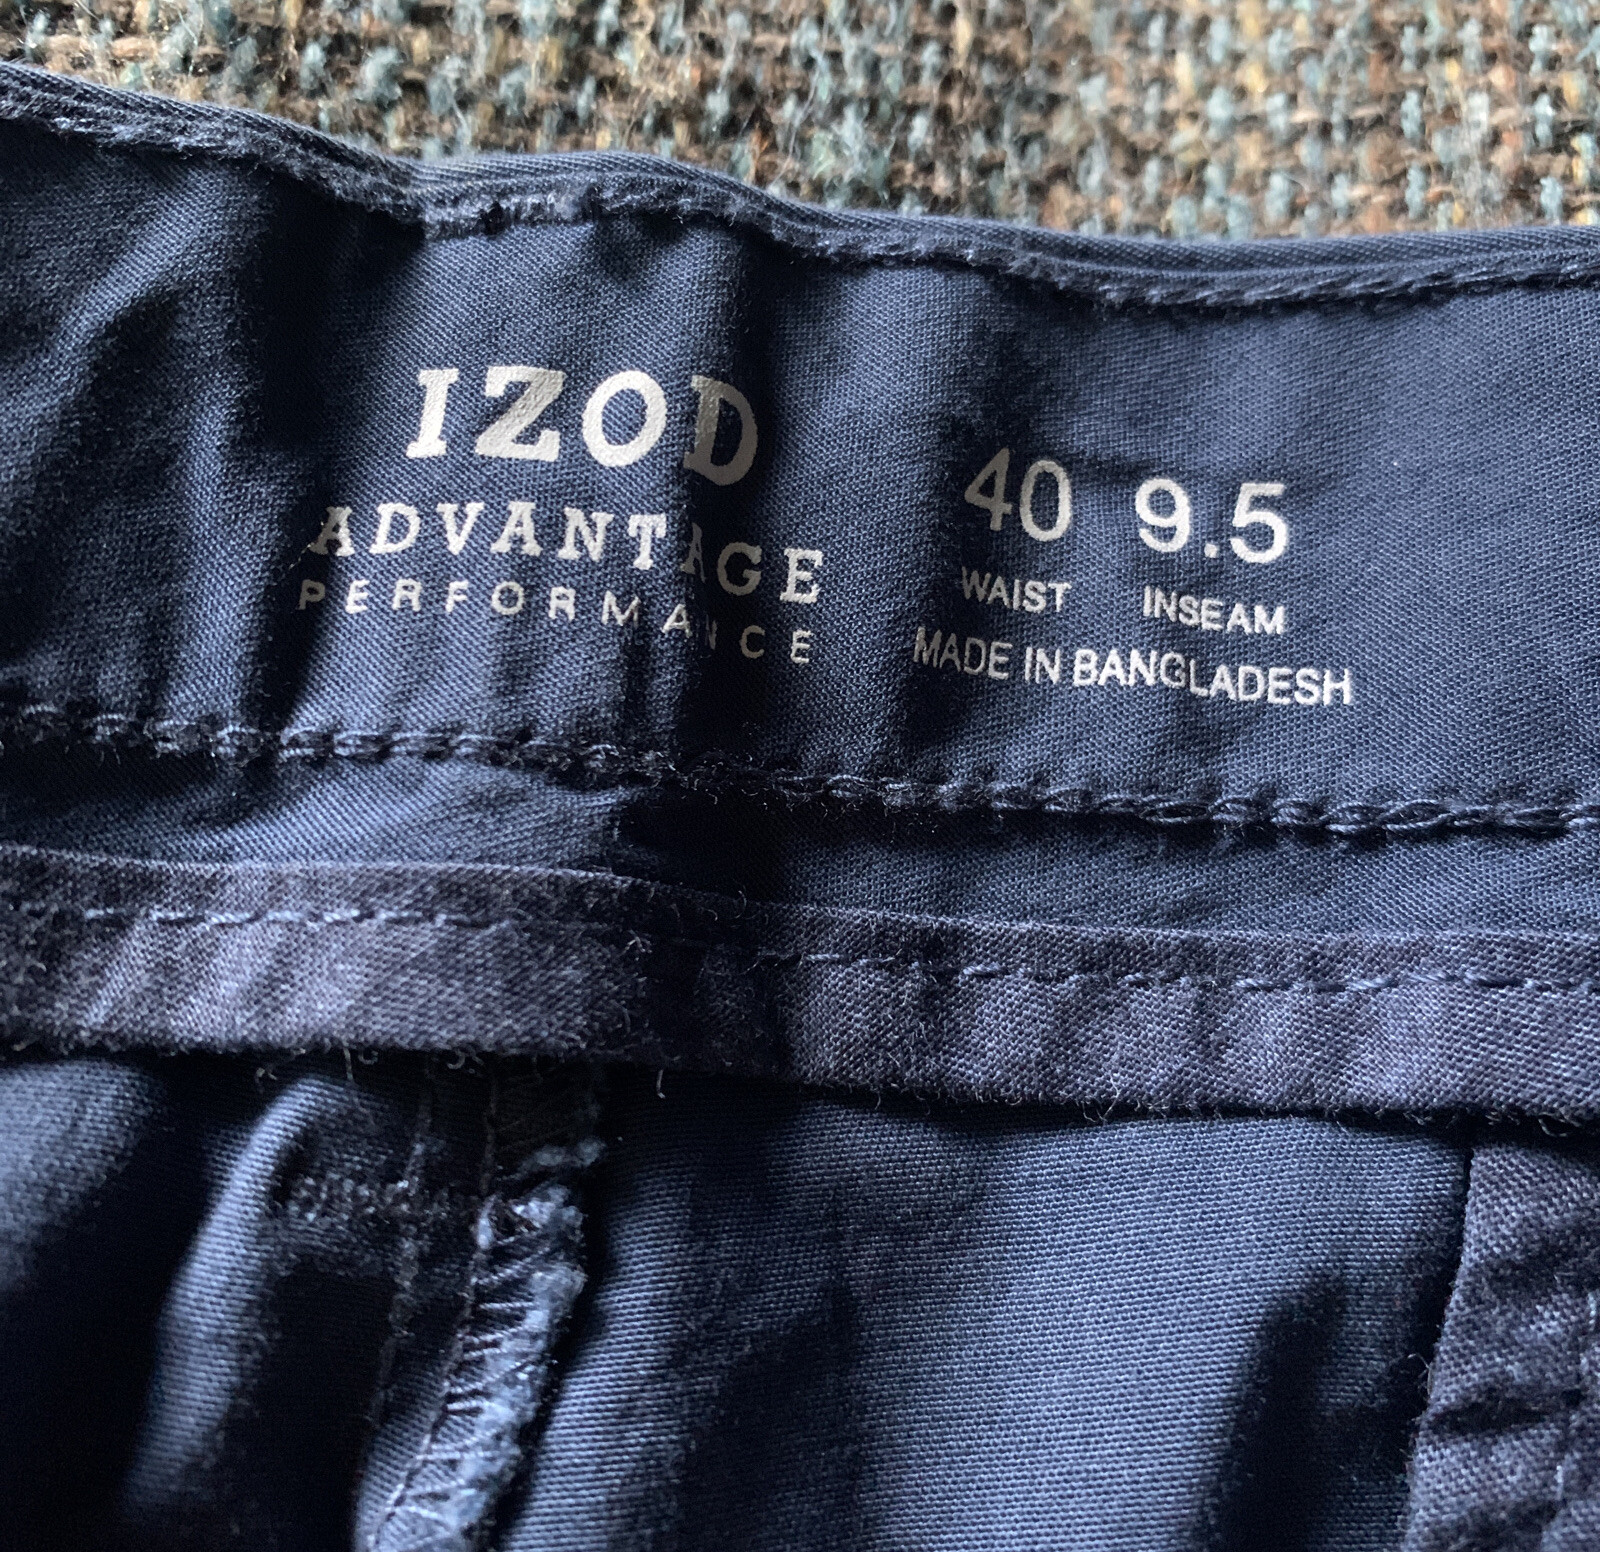 IZOD
ADVANTAGE
PERFORMANCE
40 9.5
WAIST INSEAM
MADE IN BANGLADESH